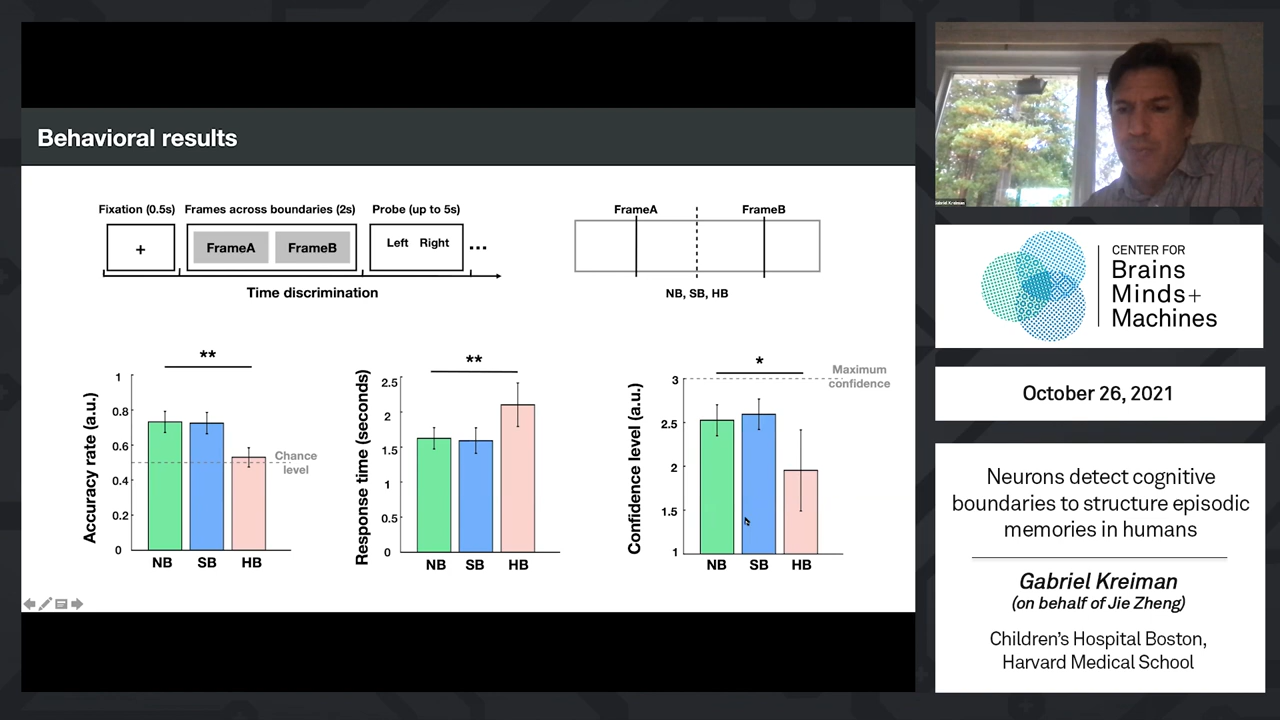 Behavioral results
Fixation (0.5s)
Frames across boundaries (2s)
Probe (up to 5s)
+
FrameA
FrameB
Left Right
...
Time discrimination
FrameA
FrameB
NB, SB, HB
**
Accuracy rate (a.u.)
1
0.8
0.6
0.4
0.2
0
Chance
level
NB SB HB
**
Response time (seconds)
2.5
2
1.5
1
0.5
0
NB SB HB
*
Confidence level (a.u.)
3
2.5
2
1.5
1
Maximum
confidence
NB SB HB
Gabriel Kreiman
CENTER FOR
Brains
Minds+
Machines
October 26, 2021
Neurons detect cognitive
boundaries to structure episodic
memories in humans
Gabriel Kreiman
(on behalf of Jie Zheng)
Children's Hospital Boston,
Harvard Medical School